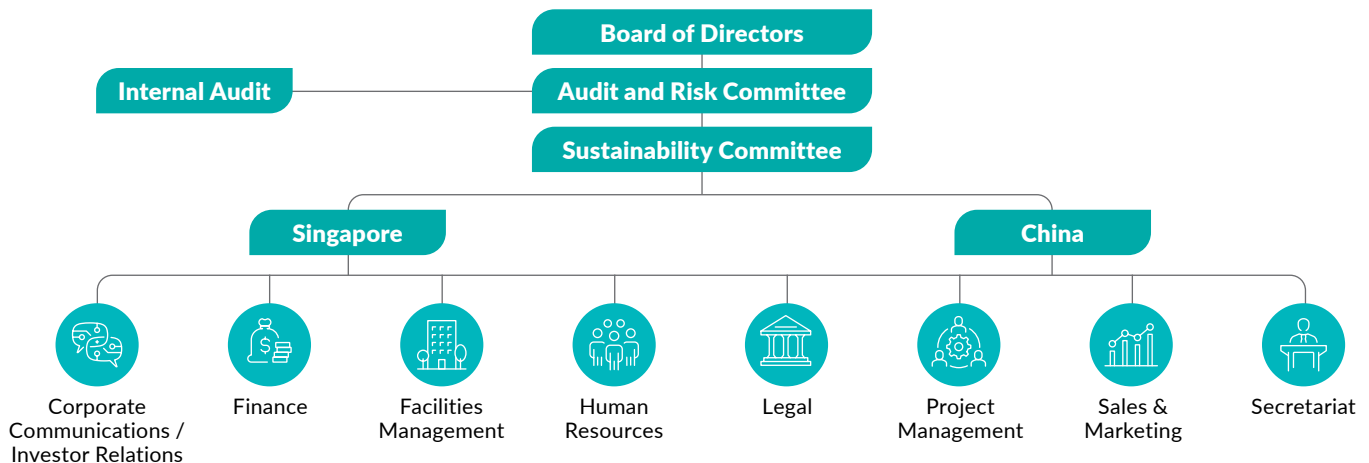 Board of Directors
Internal Audit
Audit and Risk Committee
Sustainability Committee
Singapore
China
$
Corporate
Communications /
Investor Relations
Finance
Facilities
Management
Human
Resources
Legal
Project
Management
Sales &
Marketing
Secretariat